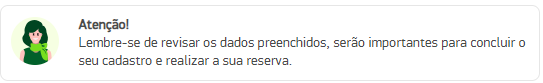 Atenção!
Lembre-se de revisar os dados preenchidos, serão importantes para concluir o
seu cadastro e realizar a sua reserva.